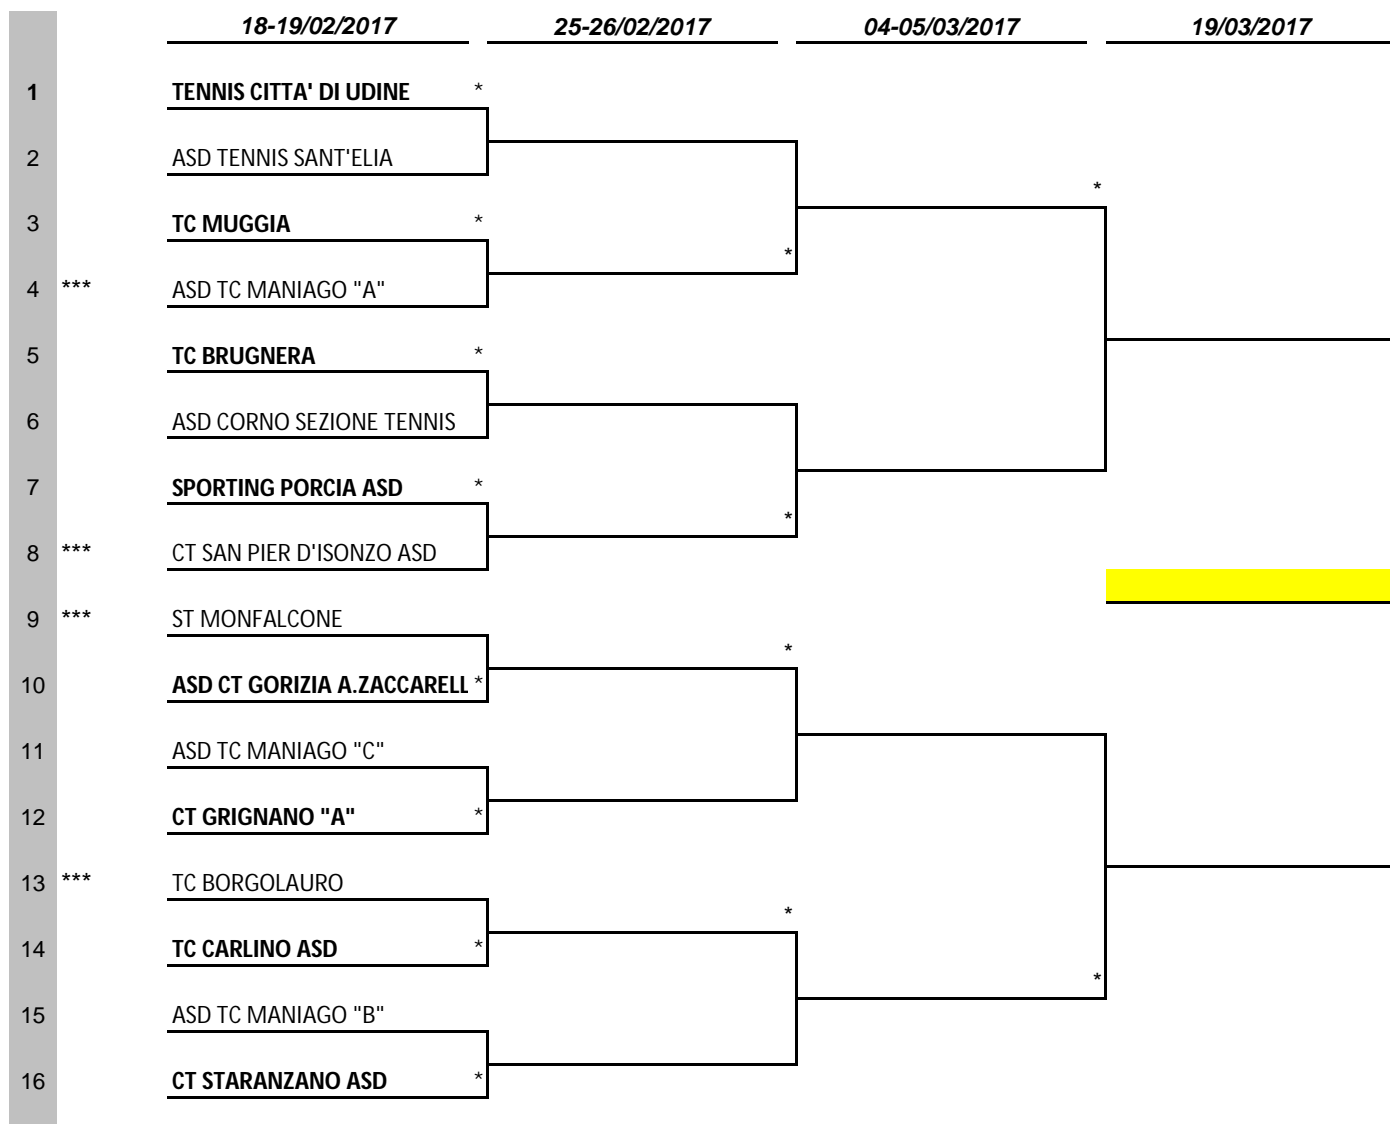 18-19/02/2017 25-26/02/2017 04-05/03/2017 19/03/2017
1 TENNIS CITTA' DI UDINE *
2 ASD TENNIS SANT'ELIA
*
3 TC MUGGIA *
*
4 *** ASD TC MANIAGO "A"
5 TC BRUGNERA *
6 ASD CORNO SEZIONE TENNIS
7 SPORTING PORCIA ASD *
*
8 *** CT SAN PIER D'ISONZO ASD
9 *** ST MONFALCONE
*
10 ASD CT GORIZIA A.ZACCARELL *
11 ASD TC MANIAGO "C"
12 CT GRIGNANO "A" *
13 *** TC BORGOLAURO
*
14 TC CARLINO ASD *
*
15 ASD TC MANIAGO "B"
16 CT STARANZANO ASD *